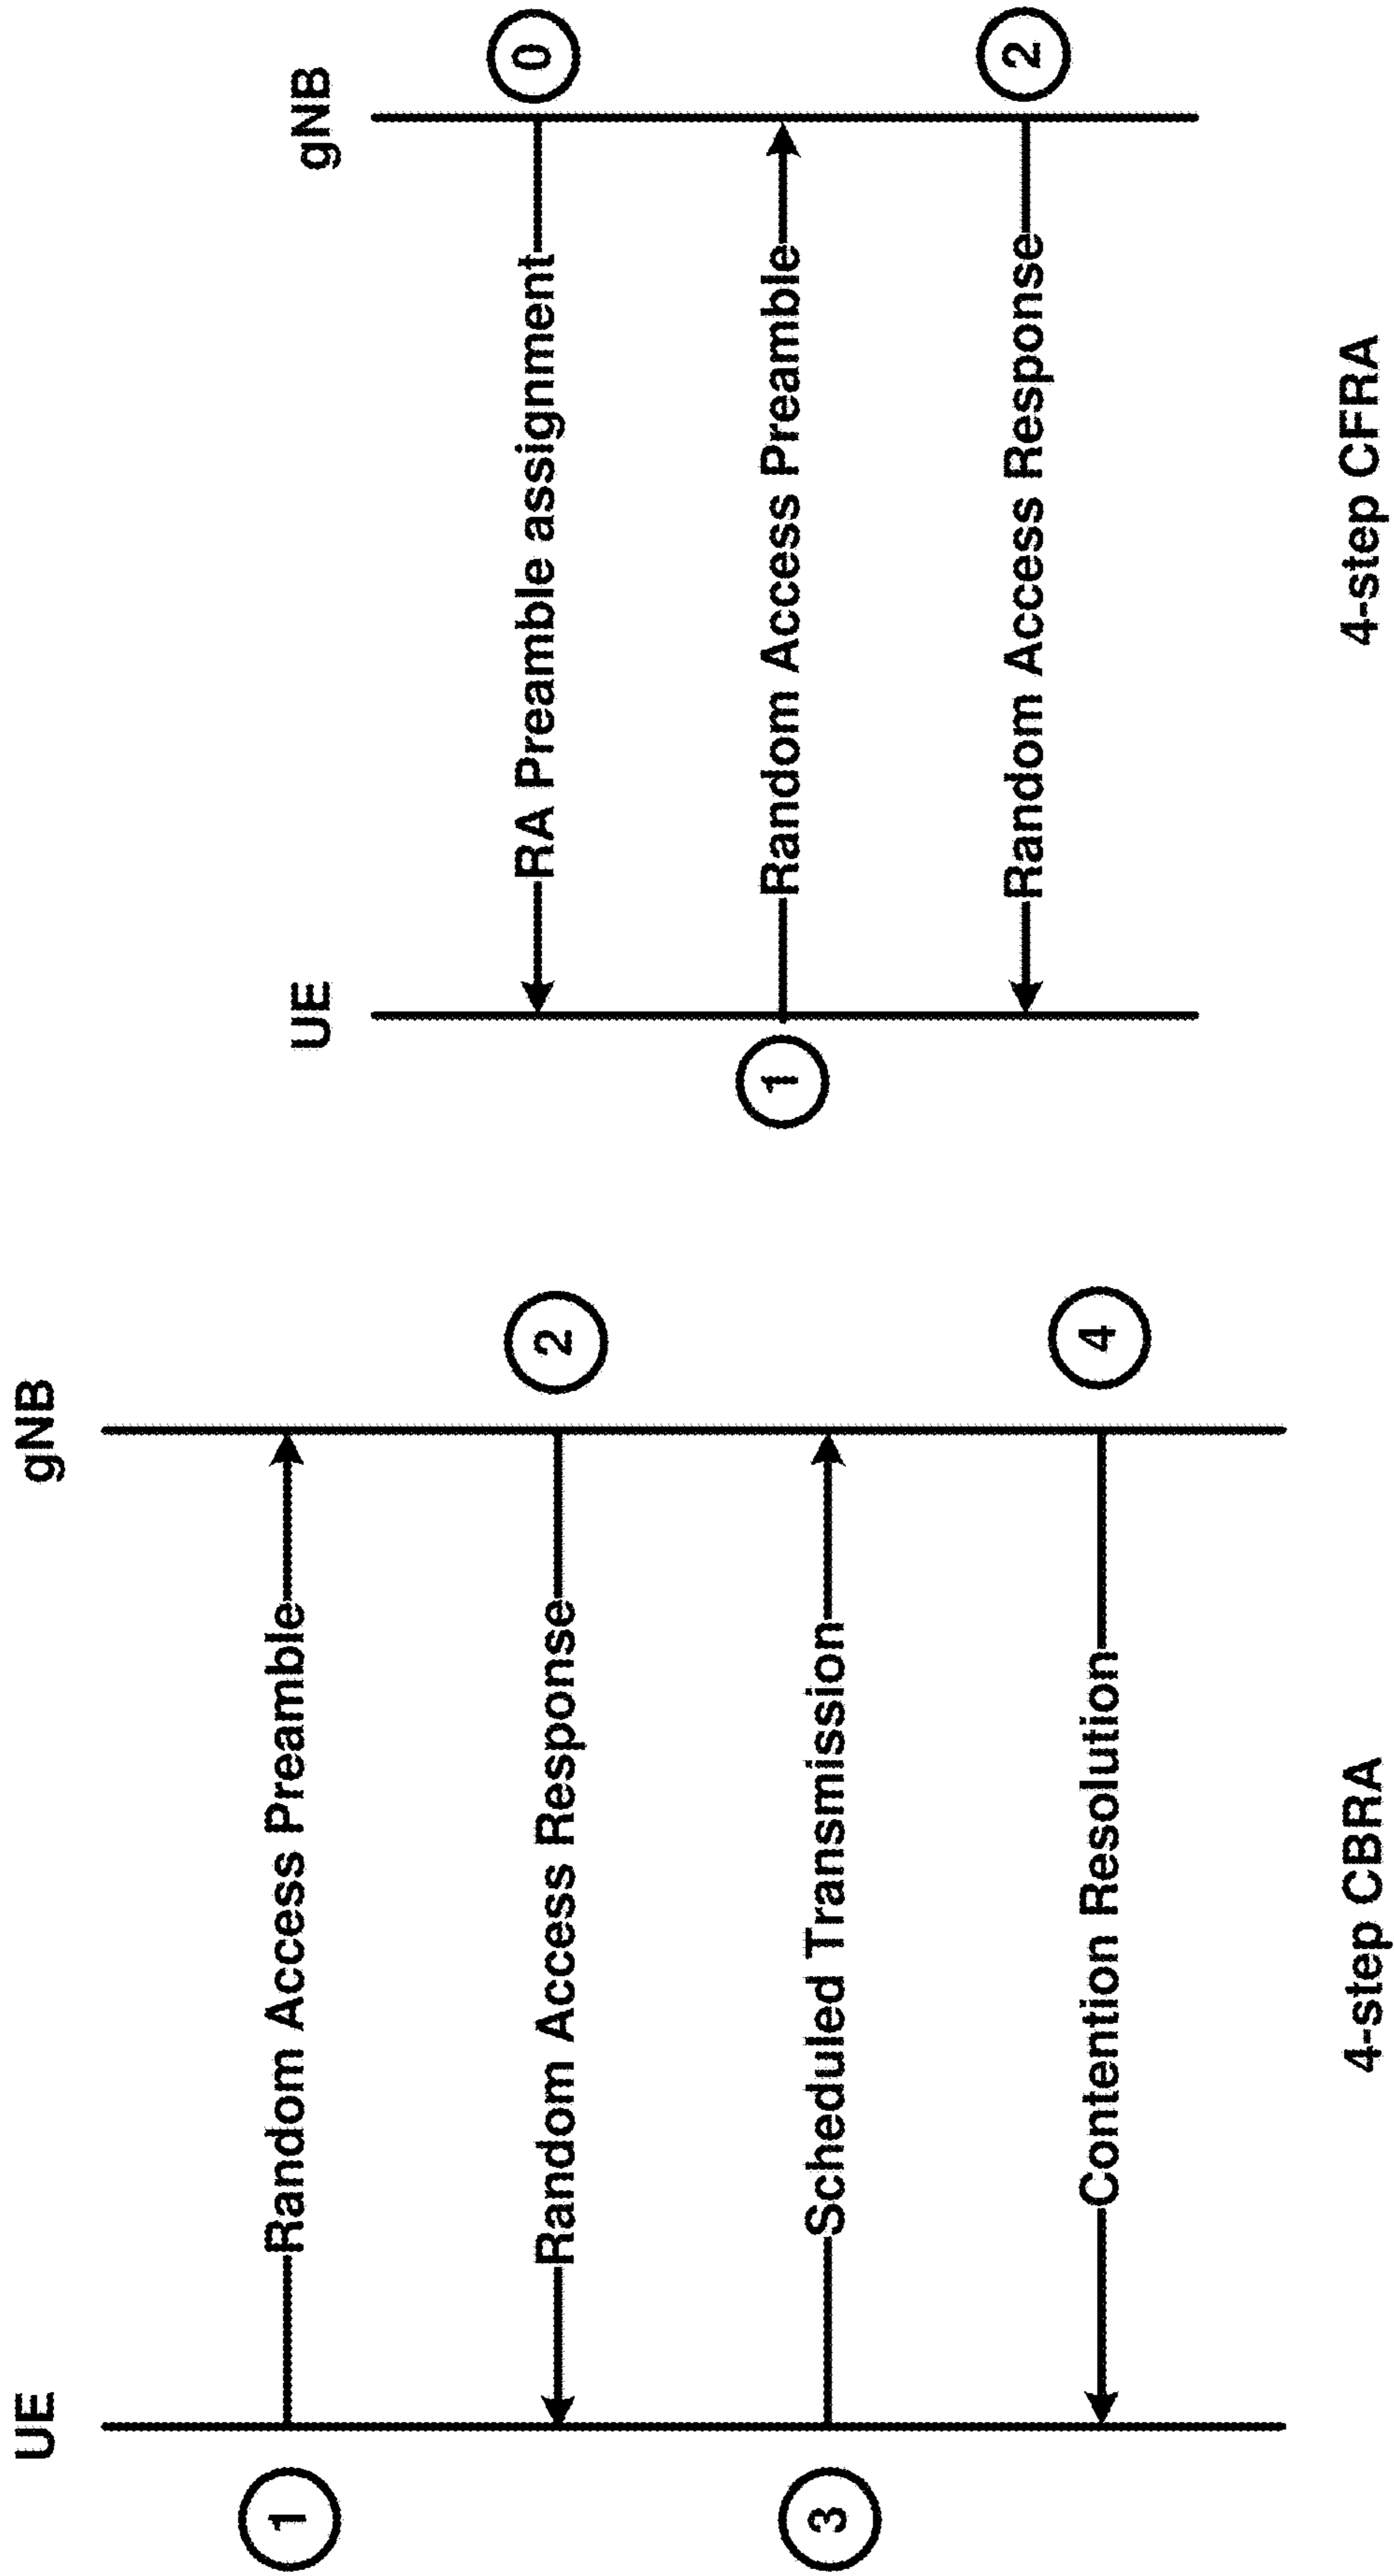 UE
gNB
1
Random Access Preamble
Random Access Response
2
3
Scheduled Transmission
Contention Resolution
4
4-step CBRA
UE
gNB
RA Preamble assignment
0
1
Random Access Preamble
Random Access Response
2
4-step CFRA